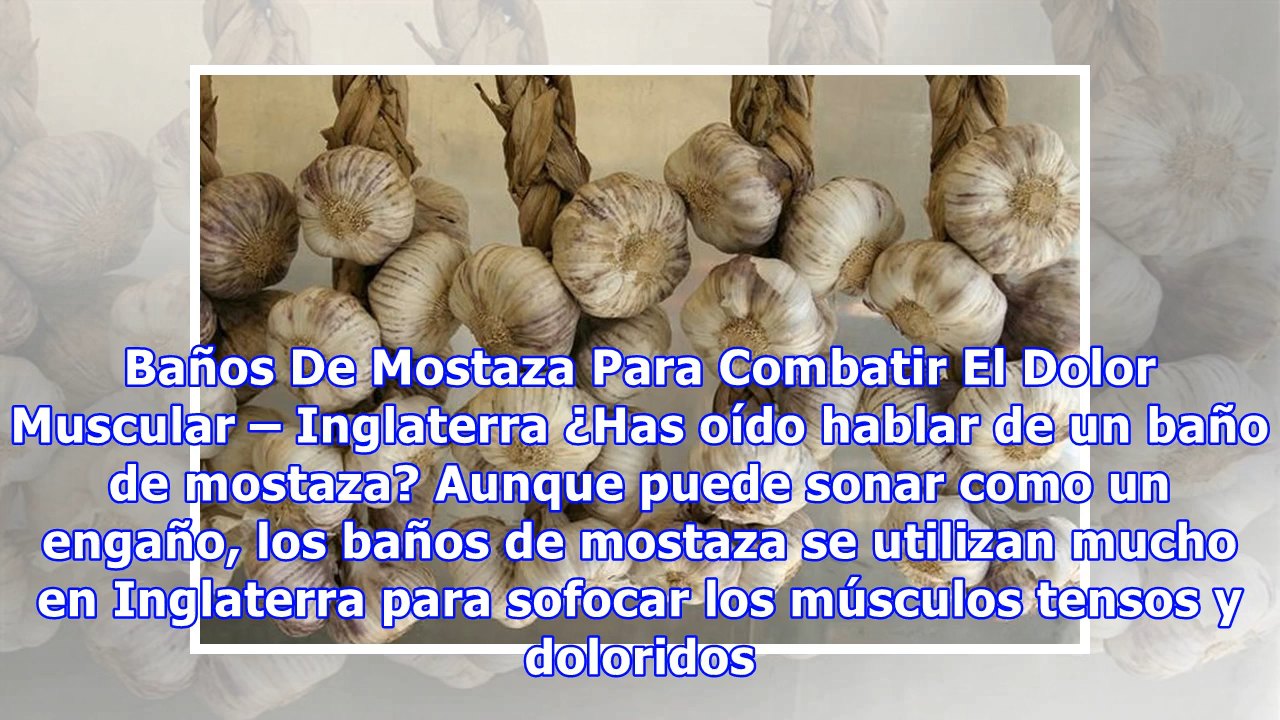 Baños De Mostaza Para Combatir El Dolor
Muscular – Inglaterra ¿Has oído hablar de un baño
de mostaza? Aunque puede sonar como un
engaño, los baños de mostaza se utilizan mucho
en Inglaterra para sofocar los músculos tensos y
doloridos